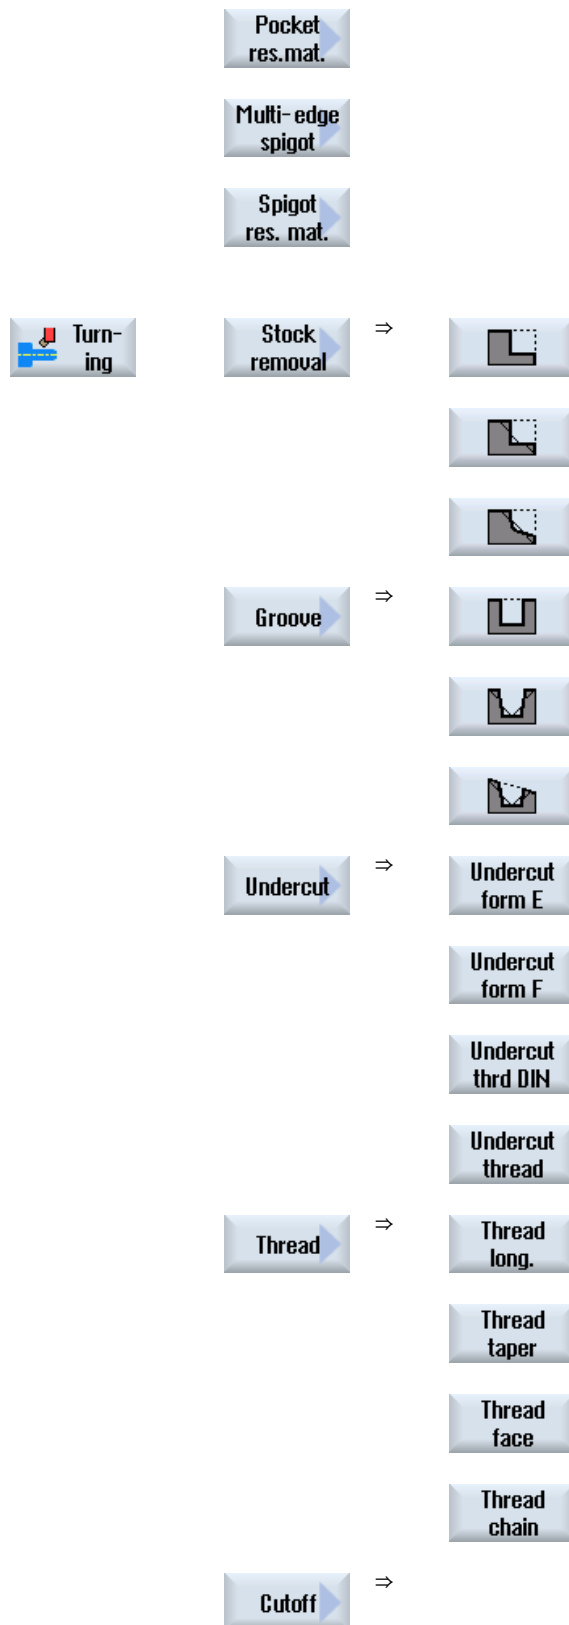 Pocket
res.mat.
Multi-edge
spigot
Spigot
res. mat.
Turn-
ing
Stock
removal
⇒
Groove
⇒
Undercut
⇒
Undercut
form E
Undercut
form F
Undercut
thrd DIN
Undercut
thread
Thread
⇒
Thread
long.
Thread
taper
Thread
face
Thread
chain
Cutoff
⇒